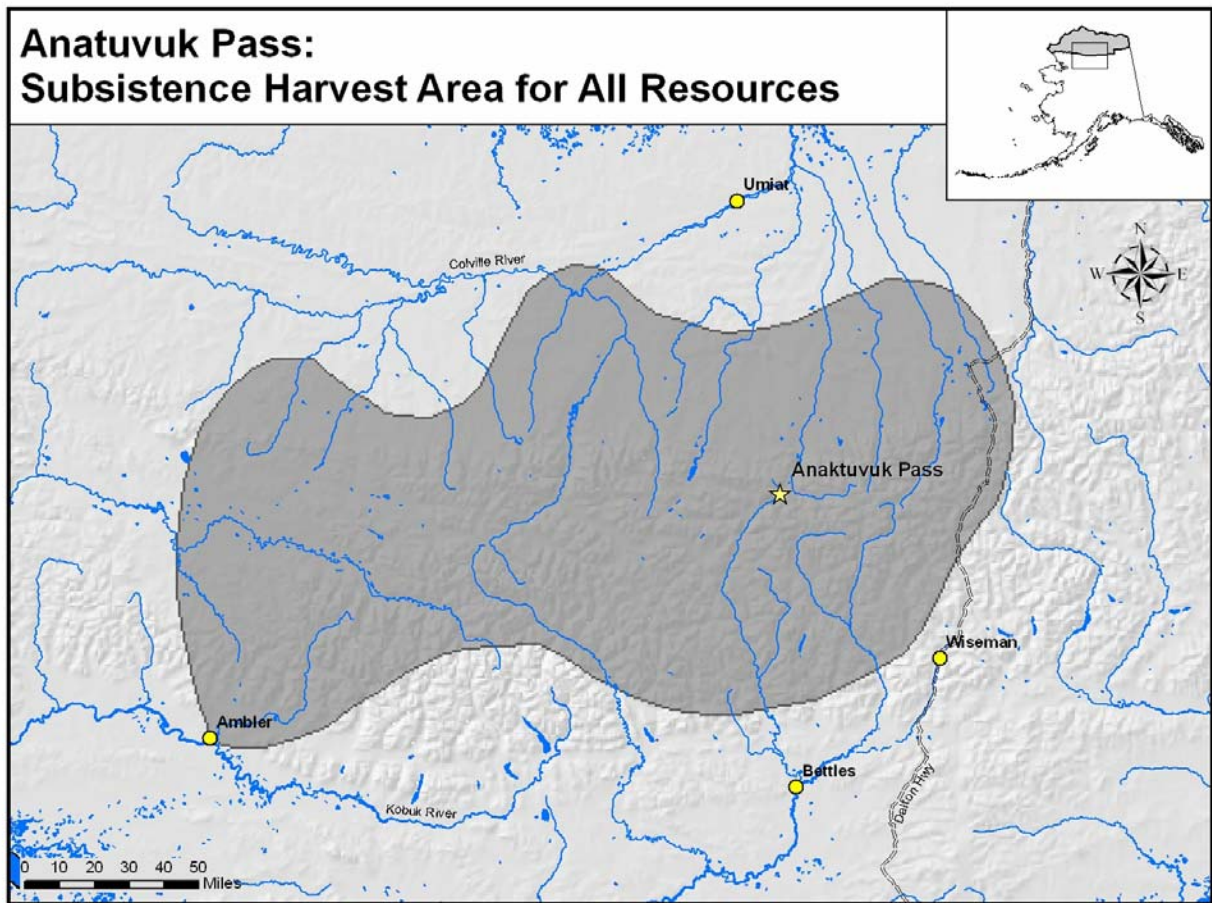 Anatuvuk Pass:
Subsistence Harvest Area for All Resources
Umiat
Colville River
N
W E
S
Anaktuvuk Pass
Wiseman
Ambler
Bettles
Kobuk River
Dalton Hwy
0 10 20 30 40 50
Miles